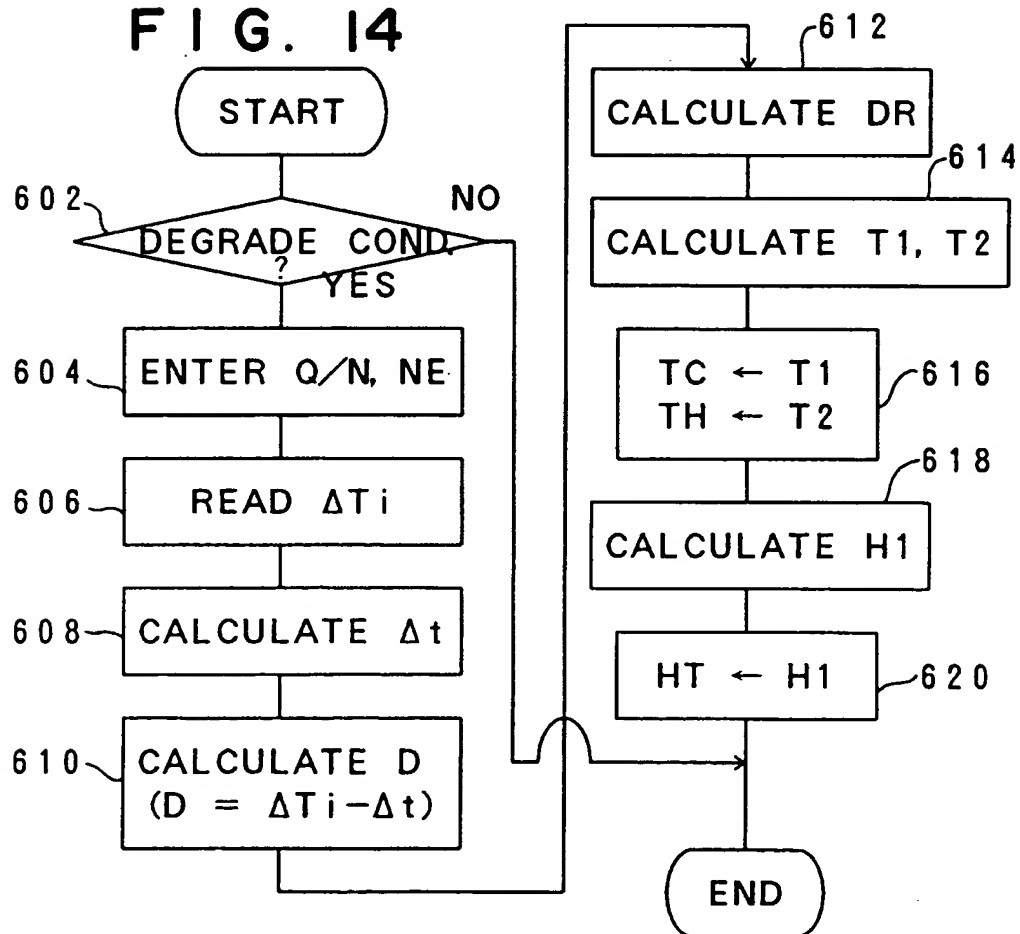 FIG. 14
START
602
NO
DEGRADE COND.
?
YES
604
ENTER Q/N, NE
606
READ ΔTi
608
CALCULATE Δt
610
CALCULATE D
(D = ΔTi-Δt)
612
CALCULATE DR
614
CALCULATE T1, T2
TC ← T1
TH ← T2
616
618
CALCULATE H1
HT ← H1
620
END